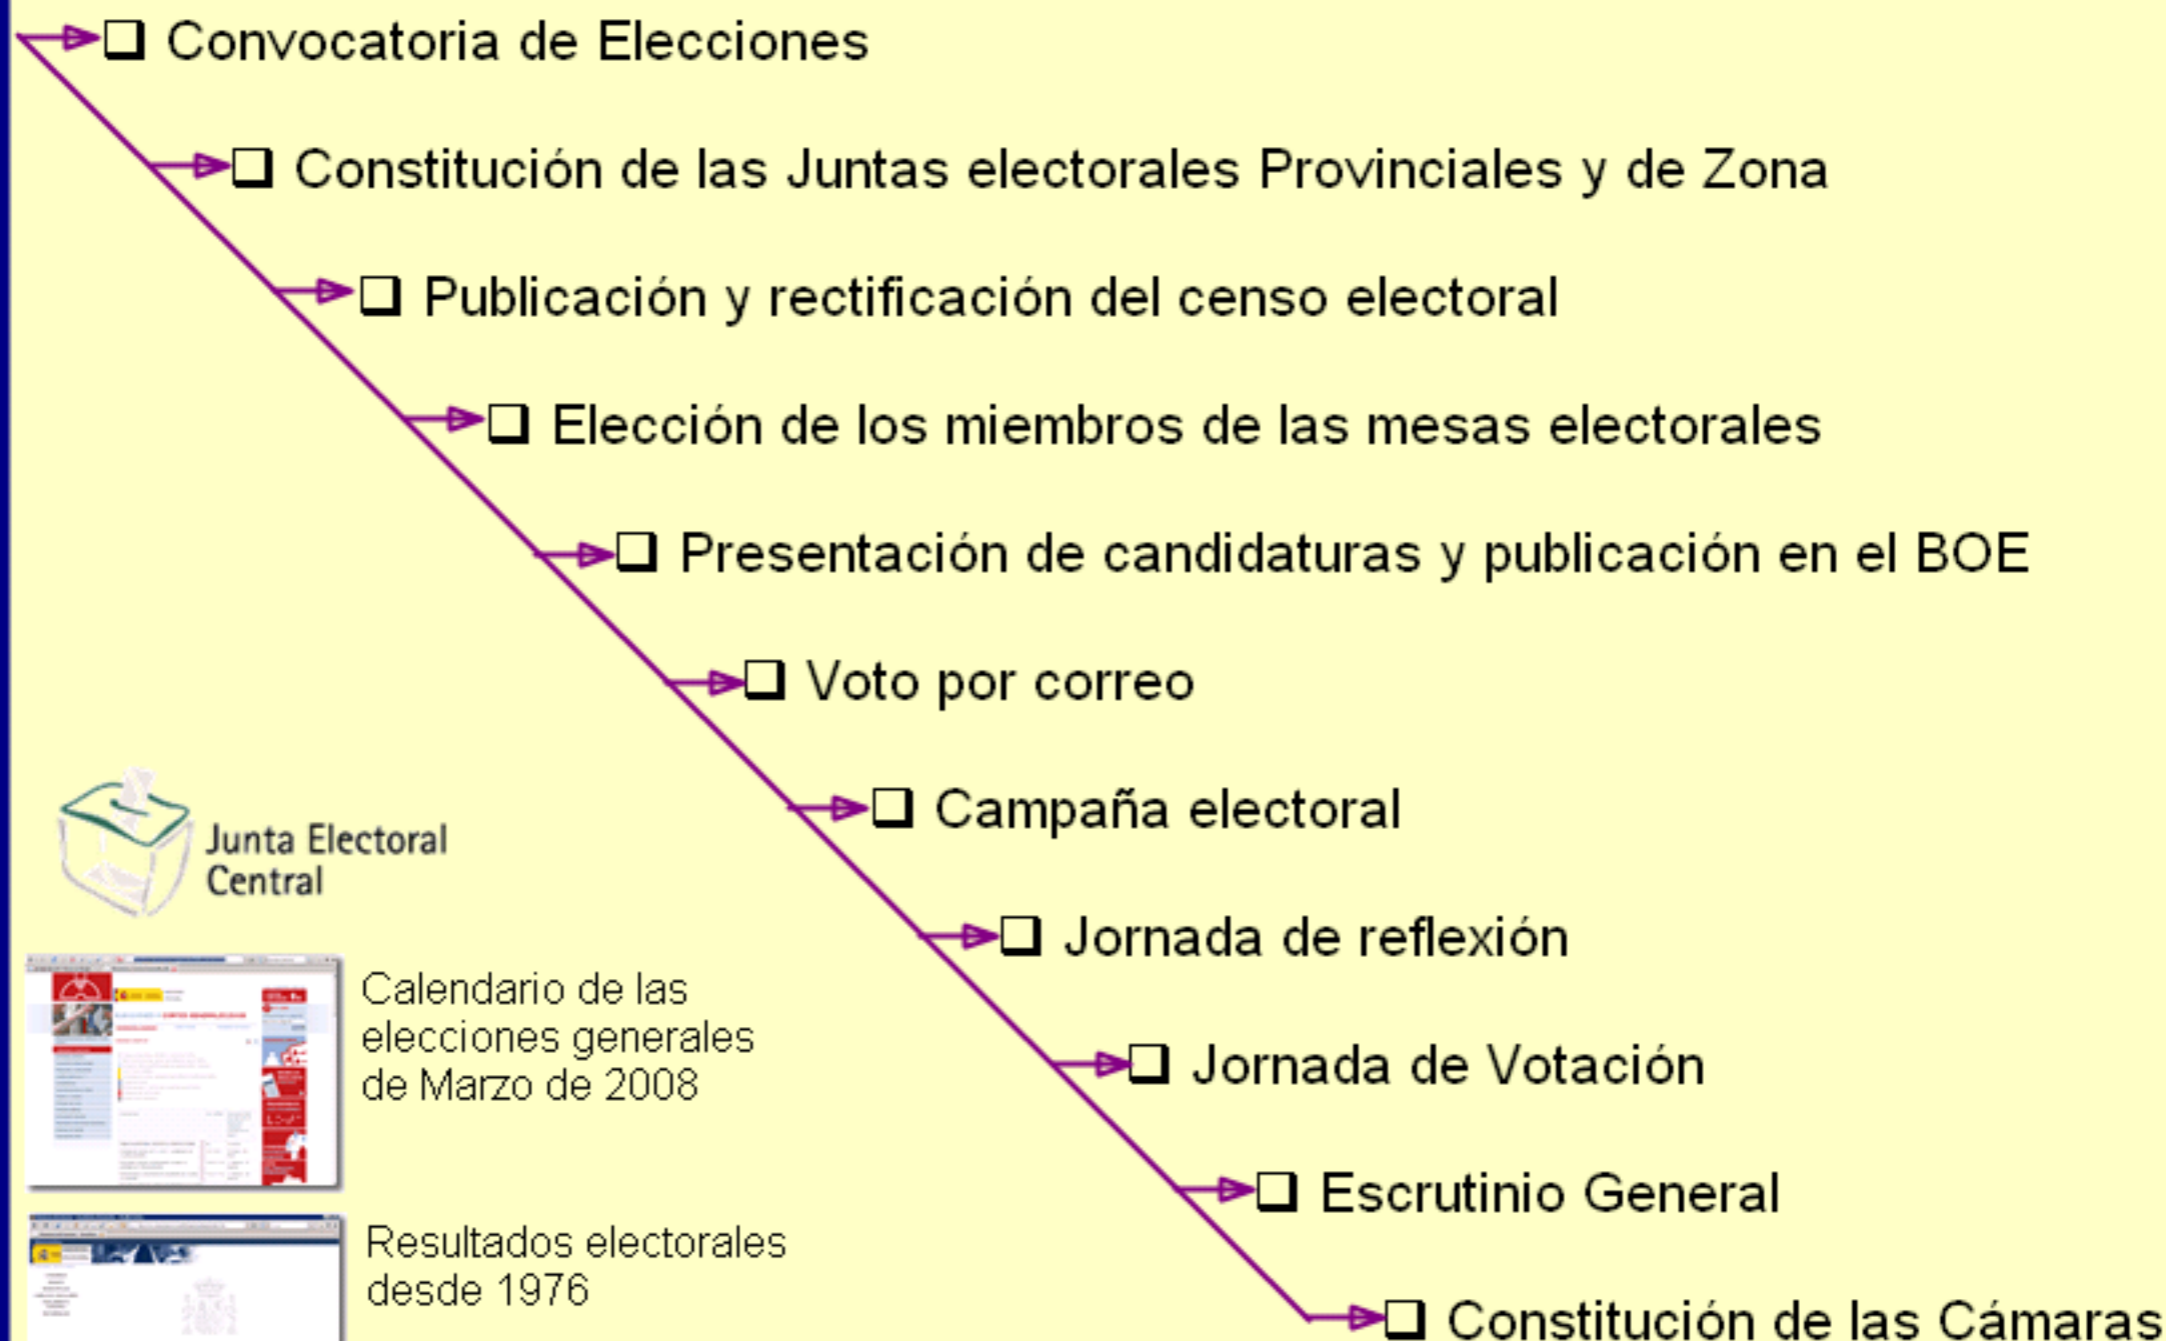 Convocatoria de Elecciones
Constitución de las Juntas electorales Provinciales y de Zona
Publicación y rectificación del censo electoral
Elección de los miembros de las mesas electorales
Presentación de candidaturas y publicación en el BOE
Voto por correo
Campaña electoral
Jornada de reflexión
Jornada de Votación
Escrutinio General
Constitución de las Cámaras
Junta Electoral
Central
Calendario de las
elecciones generales
de Marzo de 2008
Resultados electorales
desde 1976